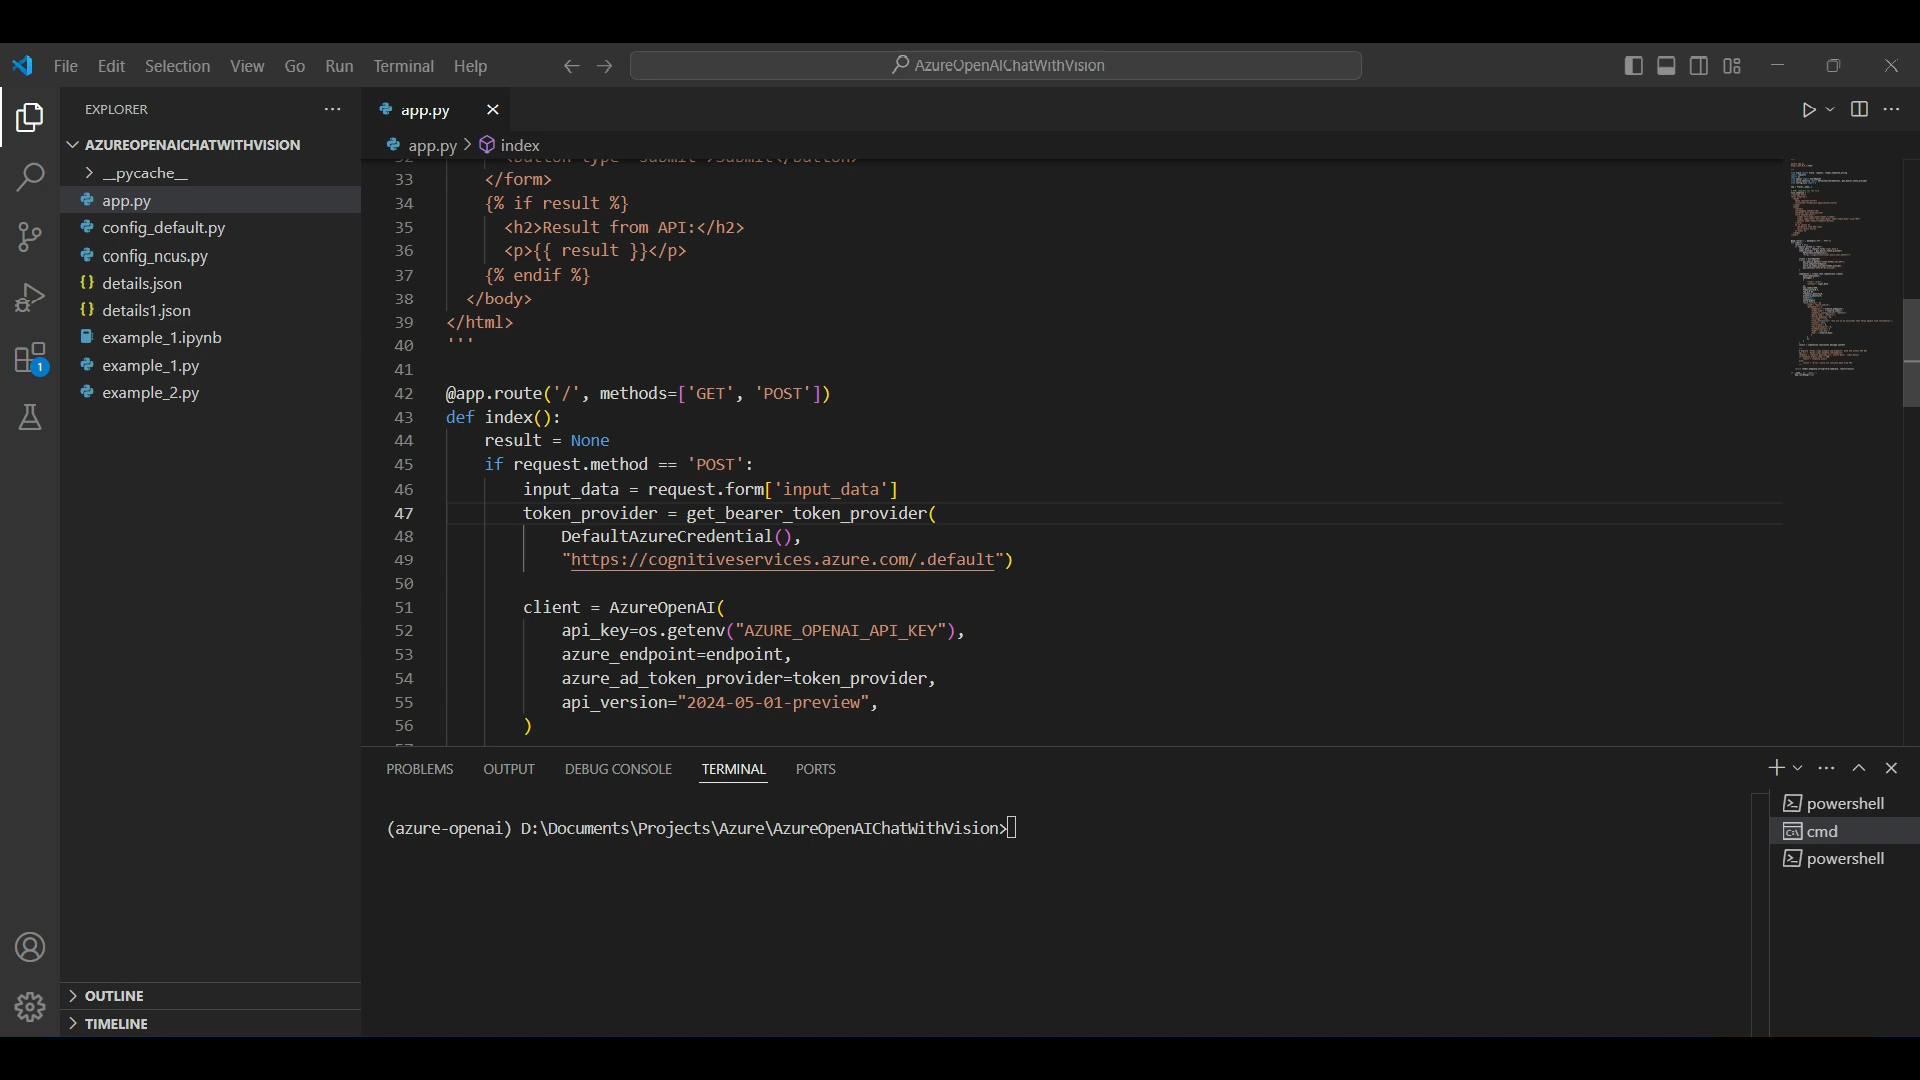 File Edit Selection View Go Run Terminal Help
AzureOpenAIChatWithVision
EXPLORER
AZUREOPENAICHATWITHVISION
__pycache__
app.py
config_default.py
config_ncus.py
details.json
details1.json
example_1.ipynb
example_1.py
example_2.py
1
OUTLINE
TIMELINE
app.py
app.py > index
33 </form>
34 {% if result %}
35 <h2>Result from API:</h2>
36 <p>{{ result }}</p>
37 {% endif %}
38 </body>
39 </html>
40 '''
41
42 @app.route('/', methods=['GET', 'POST'])
43 def index():
44 result = None
45 if request.method == 'POST':
46 input_data = request.form['input_data']
47 token_provider = get_bearer_token_provider(
48 DefaultAzureCredential(),
49 "https://cognitiveservices.azure.com/.default")
50
51 client = AzureOpenAI(
52 api_key=os.getenv("AZURE_OPENAI_API_KEY"),
53 azure_endpoint=endpoint,
54 azure_ad_token_provider=token_provider,
55 api_version="2024-05-01-preview",
56 )
PROBLEMS OUTPUT DEBUG CONSOLE TERMINAL PORTS
(azure-openai) D:\Documents\Projects\Azure\AzureOpenAIChatWithVision>
powershell
cmd
powershell